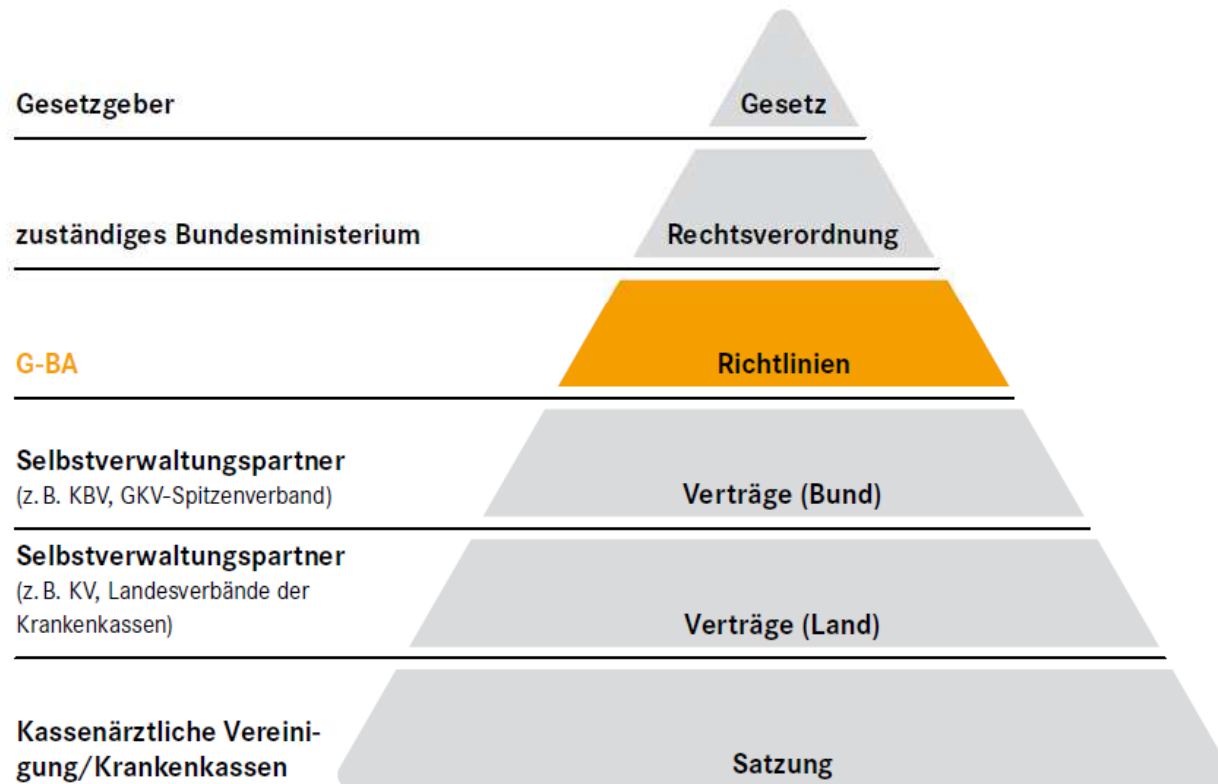 Gesetzgeber
Gesetz
zuständiges Bundesministerium
Rechtsverordnung
G-BA
Richtlinien
Selbstverwaltungspartner
(z. B. KBV, GKV-Spitzenverband)
Verträge (Bund)
Selbstverwaltungspartner
(z. B. KV, Landesverbände der
Krankenkassen)
Verträge (Land)
Kassenärztliche Vereini-
gung/Krankenkassen
Satzung